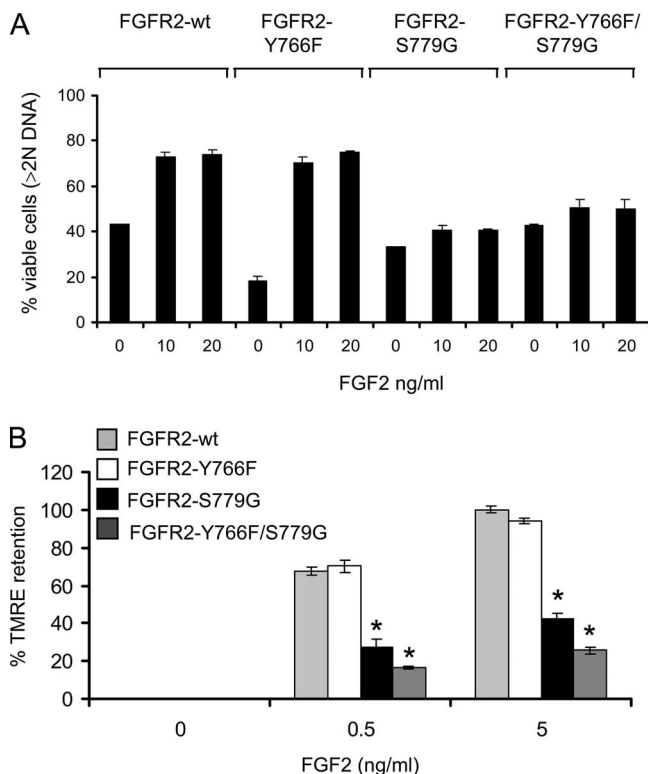 A
FGFR2-wt
FGFR2-
Y766F
FGFR2-
S779G
FGFR2-Y766F/
S779G
% viable cells (>2N DNA)
100
80
60
40
20
0
0 10 20 0 10 20 0 10 20 0 10 20
FGF2 ng/ml
B
FGFR2-wt
FGFR2-Y766F
FGFR2-S779G
FGFR2-Y766F/S779G
% TMRE retention
120
100
80
60
40
20
0
* *
* *
0 0.5 5
FGF2 (ng/ml)